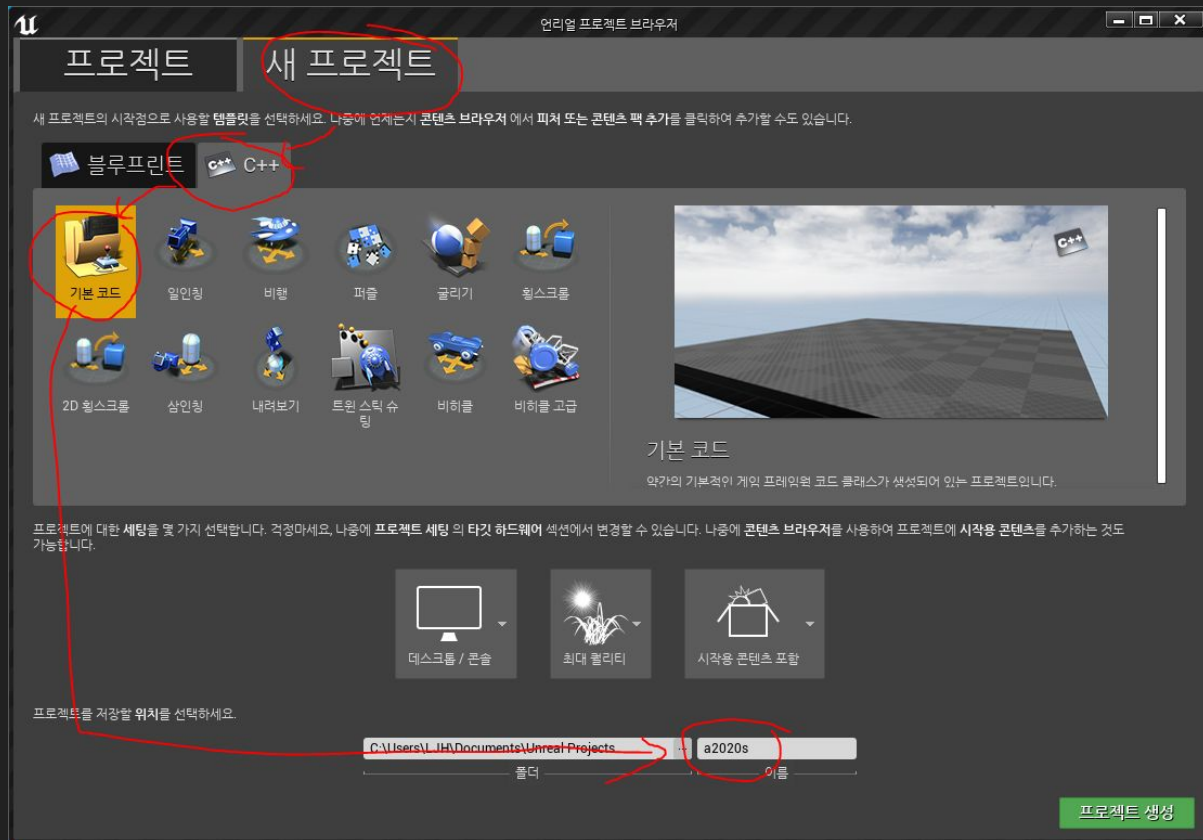 언리얼 프로젝트 브라우저
프로젝트
새 프로젝트
새 프로젝트의 시작점으로 사용할 템플릿을 선택하세요. 나중에 언제든지 콘텐츠 브라우저 에서 피처 또는 콘텐츠 팩 추가를 클릭하여 추가할 수도 있습니다.
블루프린트
C++ C++
기본 코드
일인칭
비행
퍼즐
굴리기
횡스크롤
C++
2D 횡스크롤
삼인칭
내려보기
트윈 스틱 슈
팅
비히클
비히클 고급
기본 코드
약간의 기본적인 게임 프레임웍 코드 클래스가 생성되어 있는 프로젝트입니다.
프로젝트에 대한 세팅을 몇 가지 선택합니다. 걱정마세요, 나중에 프로젝트 세팅 의 타깃 하드웨어 섹션에서 변경할 수 있습니다. 나중에 콘텐츠 브라우저를 사용하여 프로젝트에 시작용 콘텐츠를 추가하는 것도
가능합니다.
데스크톱 / 콘솔
최대 퀄리티
시작용 콘텐츠 포함
프로젝트를 저장할 위치를 선택하세요.
C:\Users\LJH\Documents\Unreal Projects
...
a2020s
폴더
이름
프로젝트 생성